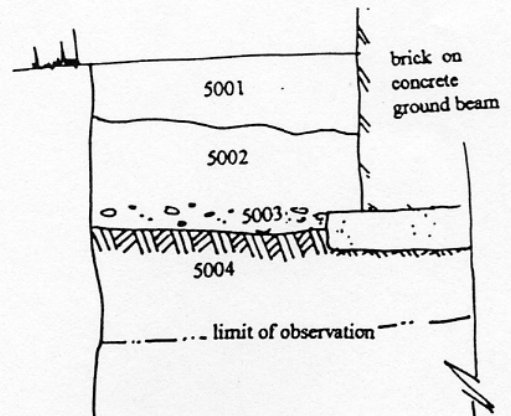 brick on
concrete
ground beam
5001
5002
5003
5004
limit of observation